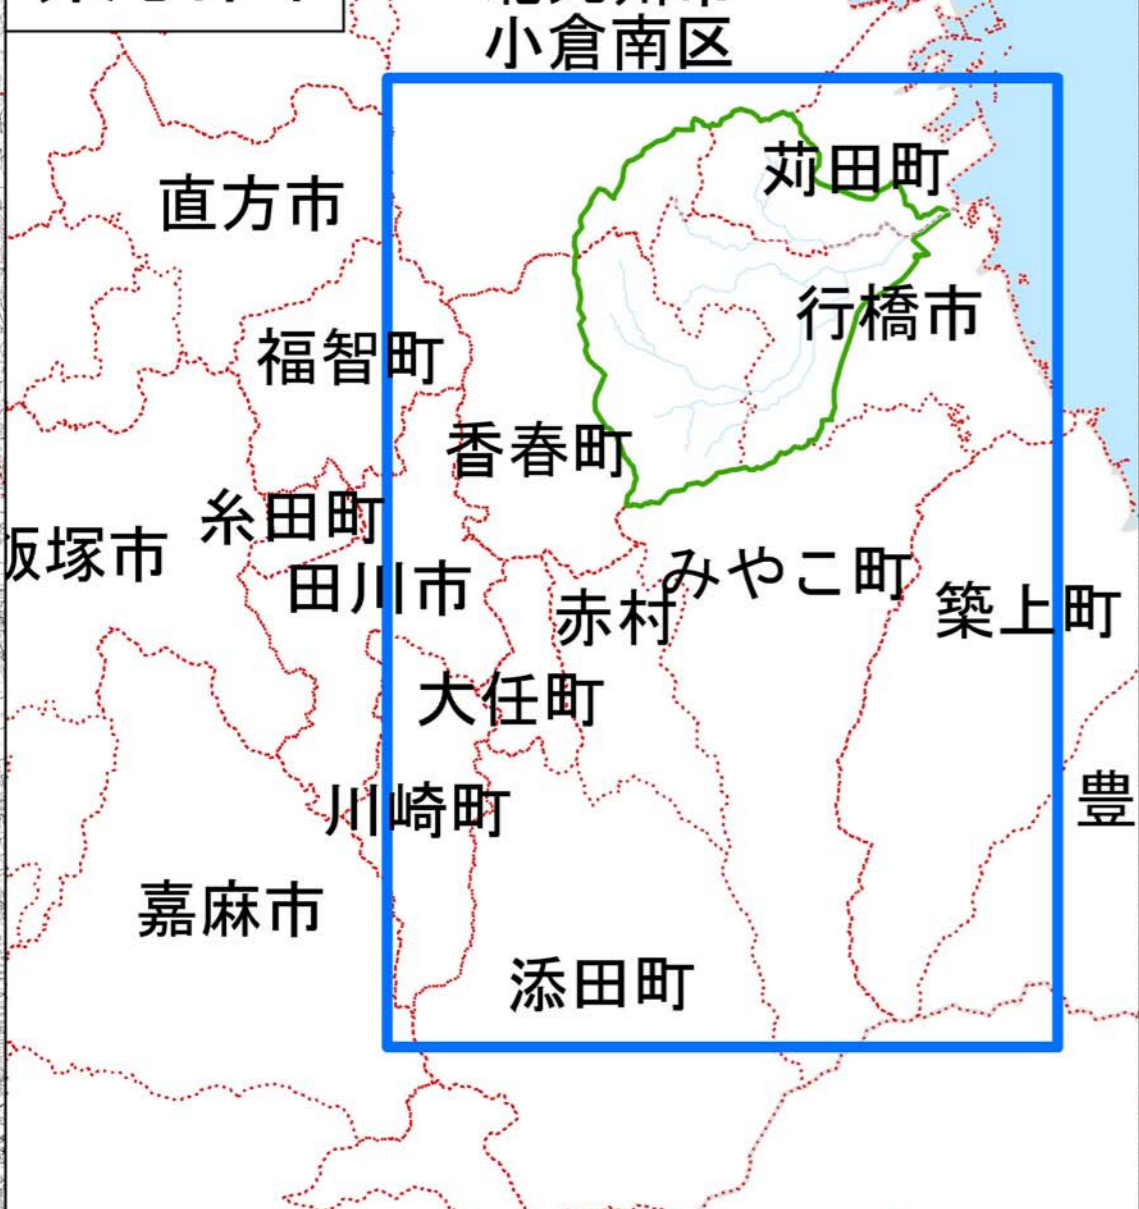 小倉南区
苅田町
直方市
行橋市
福智町
香春町
糸田町
飯塚市
みやこ町
田川市
赤村
築上町
大任町
川崎町
豊
嘉麻市
添田町